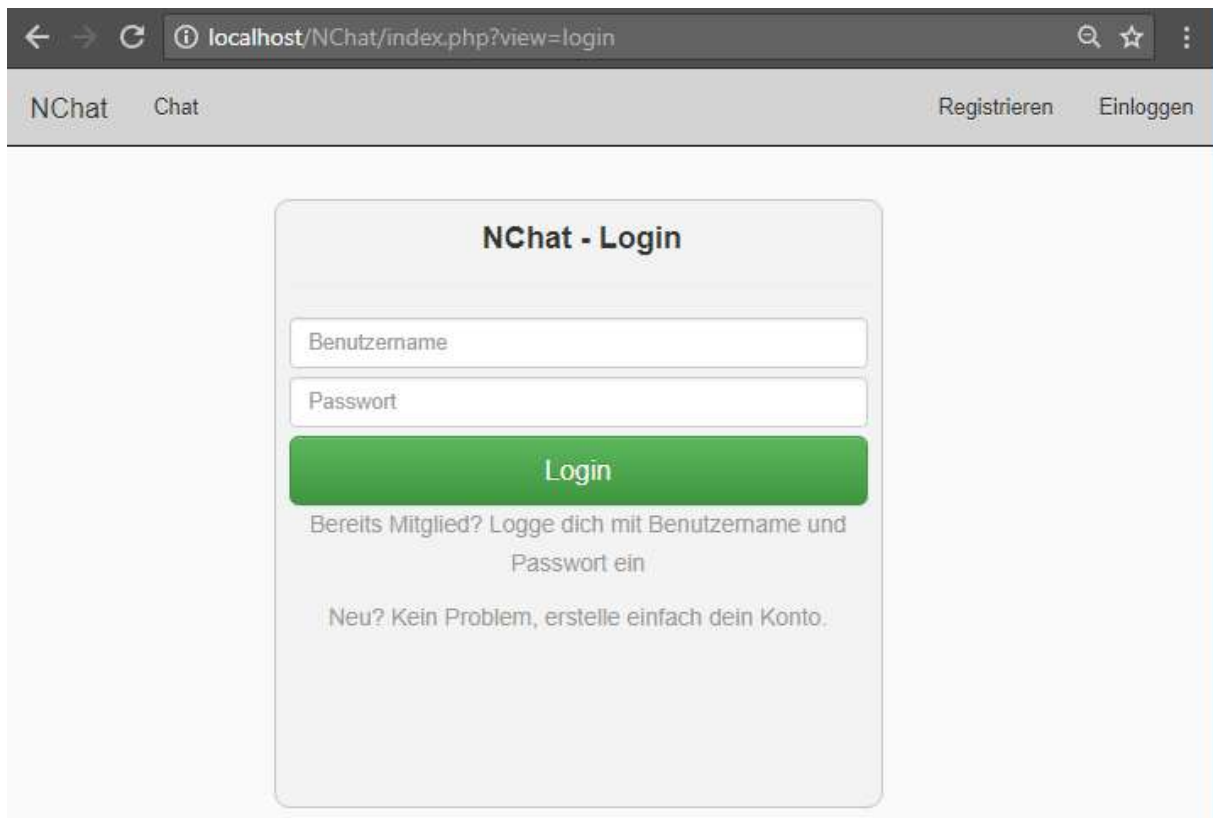 localhost/NChat/index.php?view=login
NChat Chat Registrieren Einloggen
NChat - Login
Benutzername
Passwort
Login
Bereits Mitglied? Logge dich mit Benutzername und
Passwort ein
Neu? Kein Problem, erstelle einfach dein Konto.